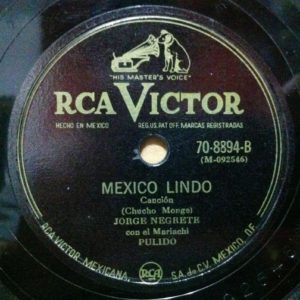 "HIS MASTER'S VOICE"
RCA VICTOR
HECHO EN MEXICO REG. US. PAT. OFF. MARCAS REGISTRADAS
70-8894-B
(M-092546)
MEXICO LINDO
Canción
(Chucho Monge)
JORGE NEGRETE
con el Mariachi
PULIDO
RCA VICTOR MEXICANA, S.A. de C.V. MEXICO, D.F.
RCA